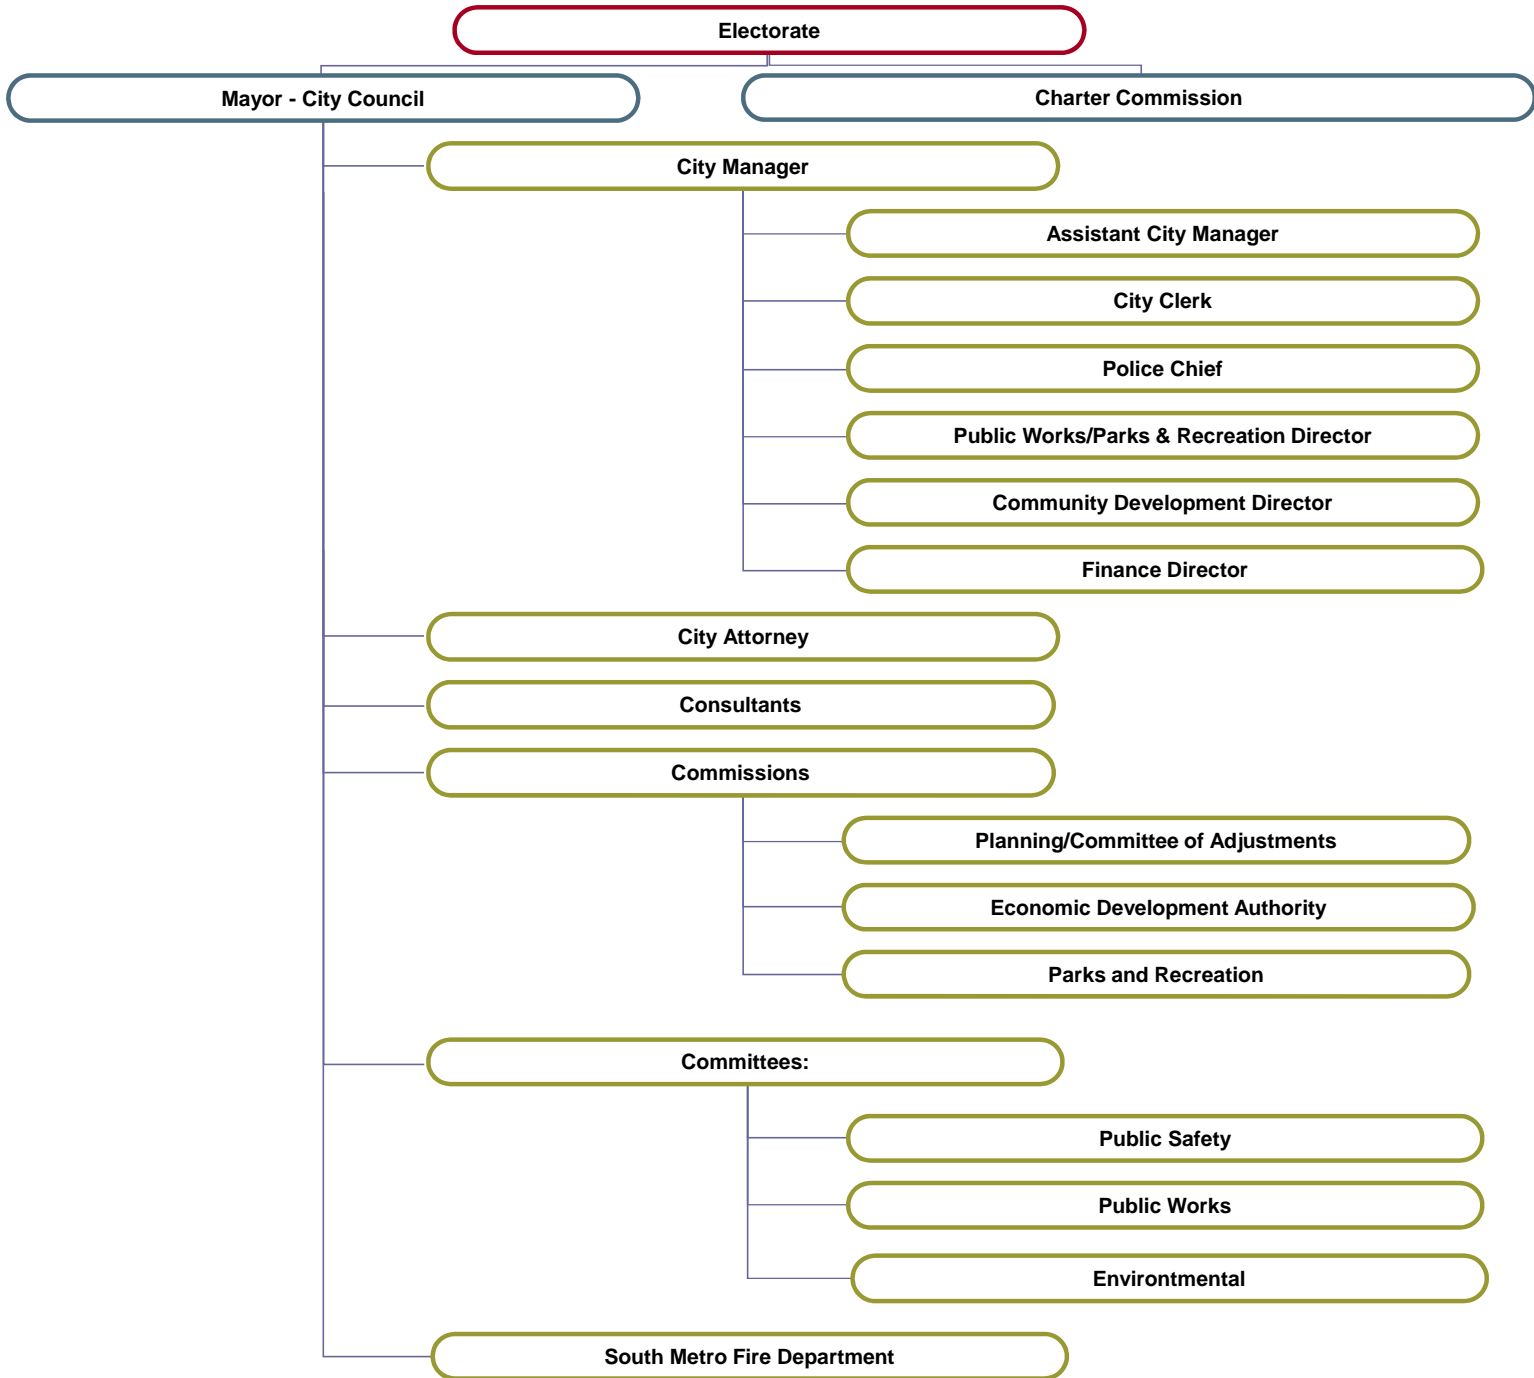 Electorate
Mayor - City Council
Charter Commission
City Manager
Assistant City Manager
City Clerk
Police Chief
Public Works/Parks & Recreation Director
Community Development Director
Finance Director
City Attorney
Consultants
Commissions
Planning/Committee of Adjustments
Economic Development Authority
Parks and Recreation
Committees:
Public Safety
Public Works
Environtmental
South Metro Fire Department